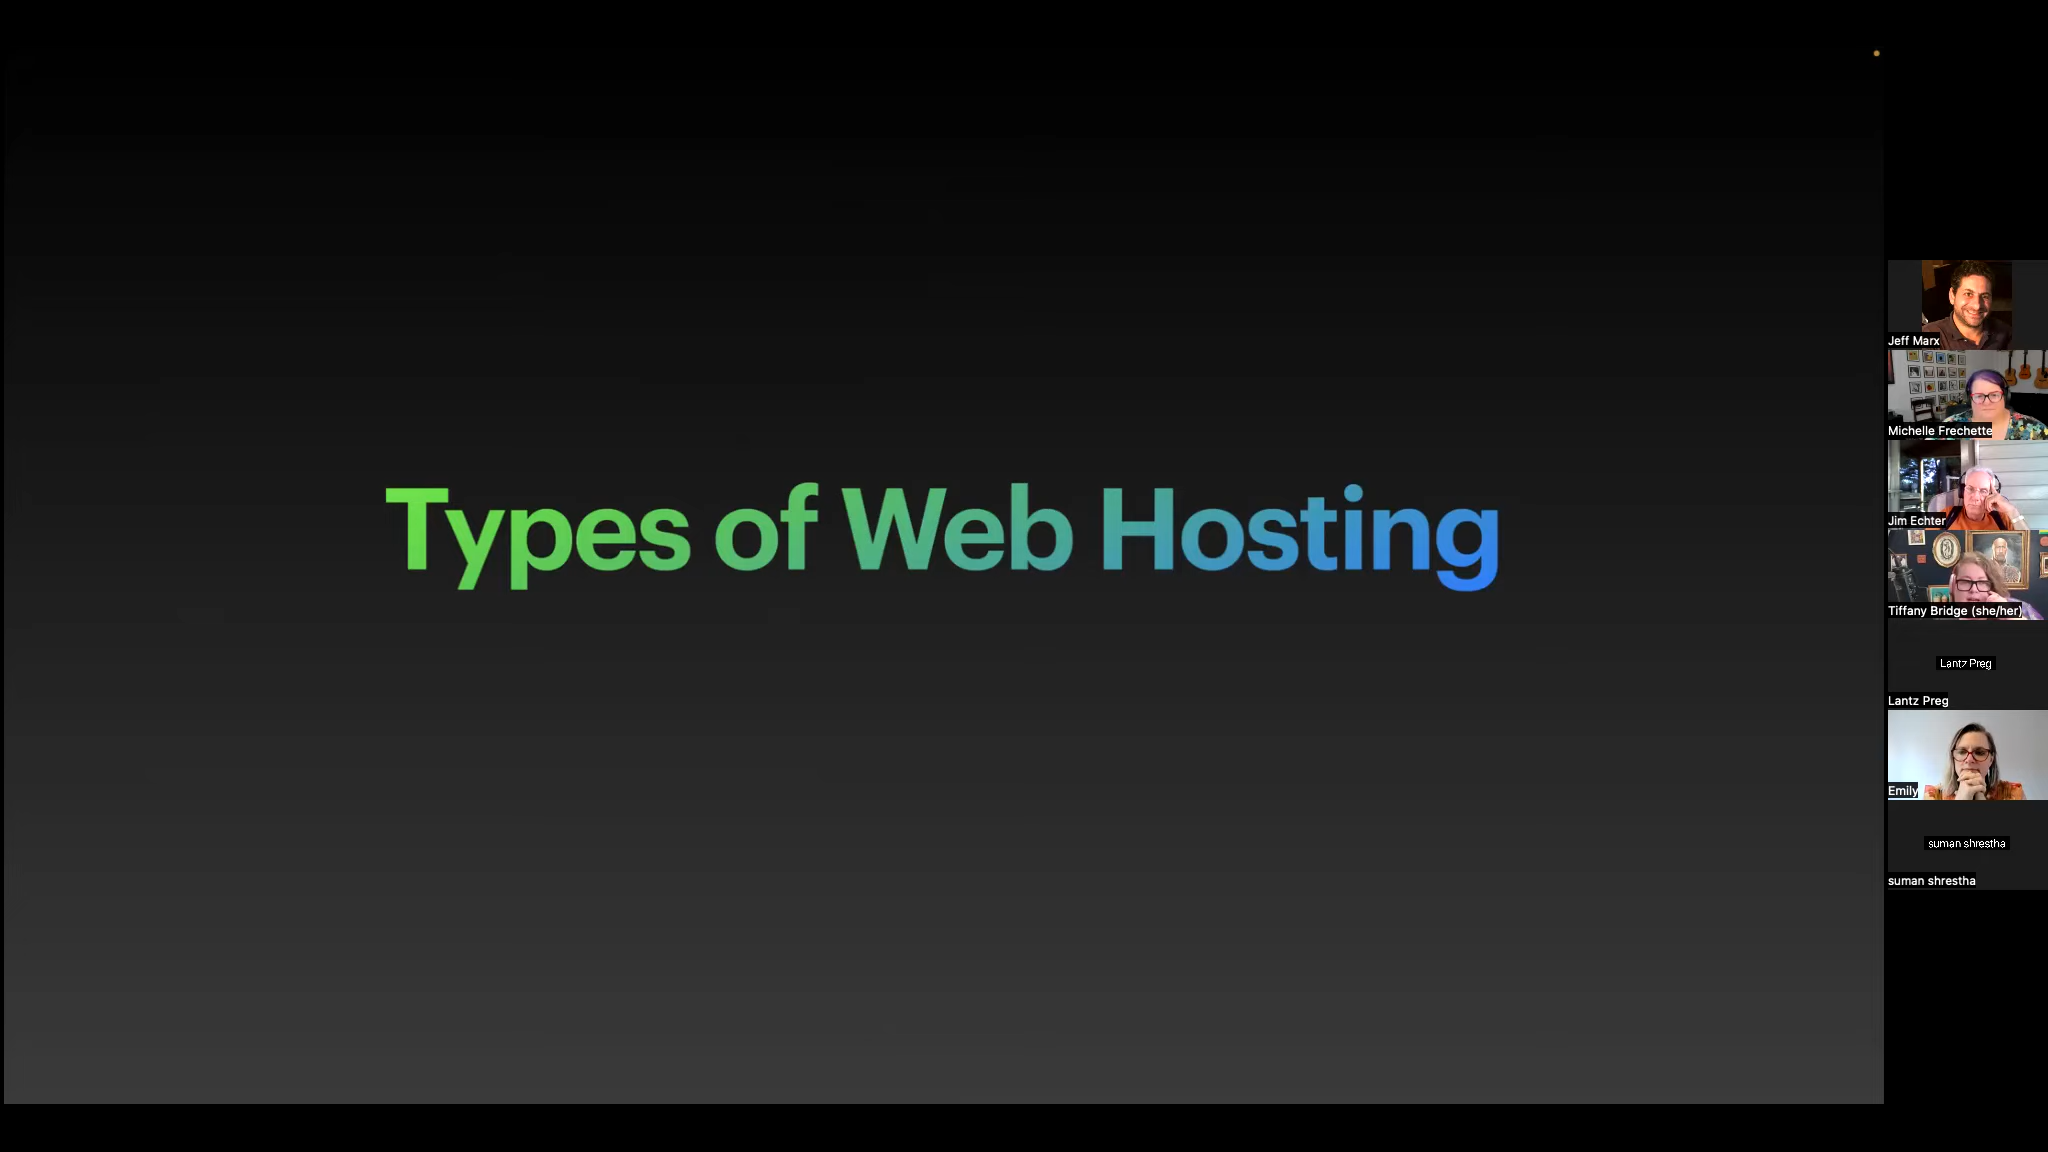 Types of Web Hosting
Jeff Marx
Michelle Frechette
Jim Echter
Tiffany Bridge (she/her)
Lantz Preg
Lantz Preg
Emily
suman shrestha
suman shrestha